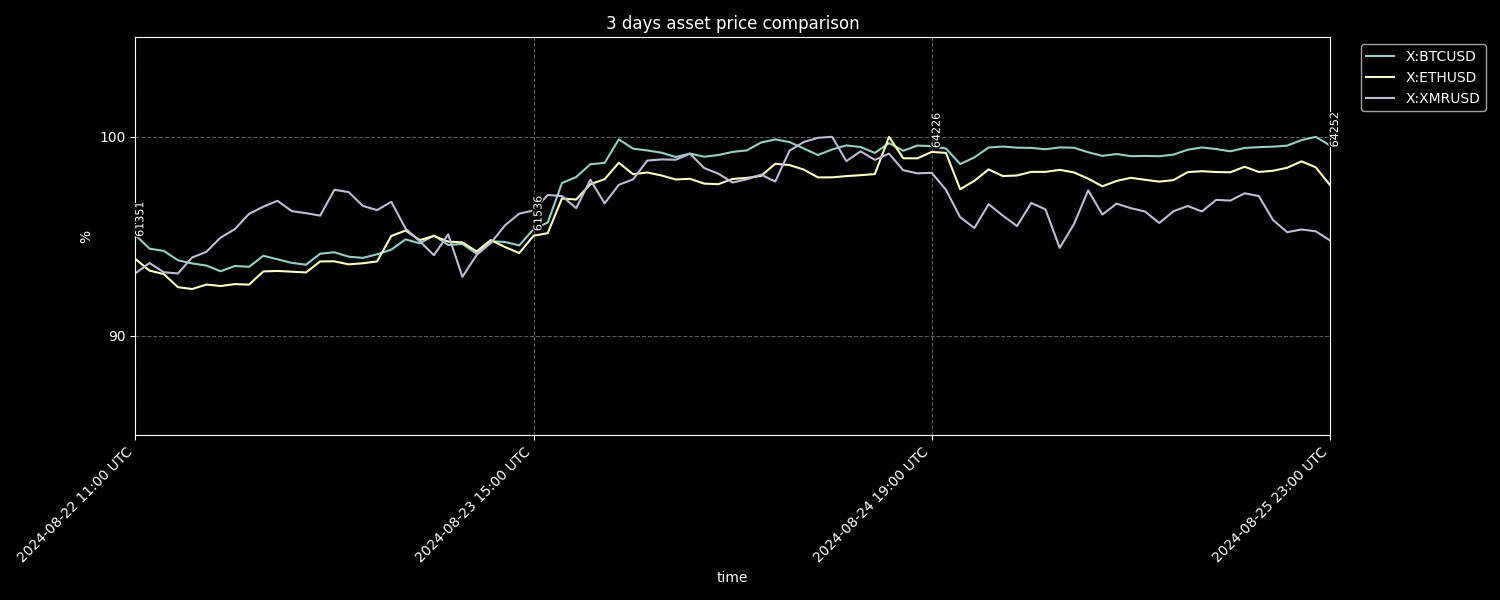 3 days asset price comparison
X:BTCUSD
X:ETHUSD
X:XMRUSD
%
100
90
61351
61536
64226
64252
2024-08-22 11:00 UTC
2024-08-23 15:00 UTC
2024-08-24 19:00 UTC
2024-08-25 23:00 UTC
time